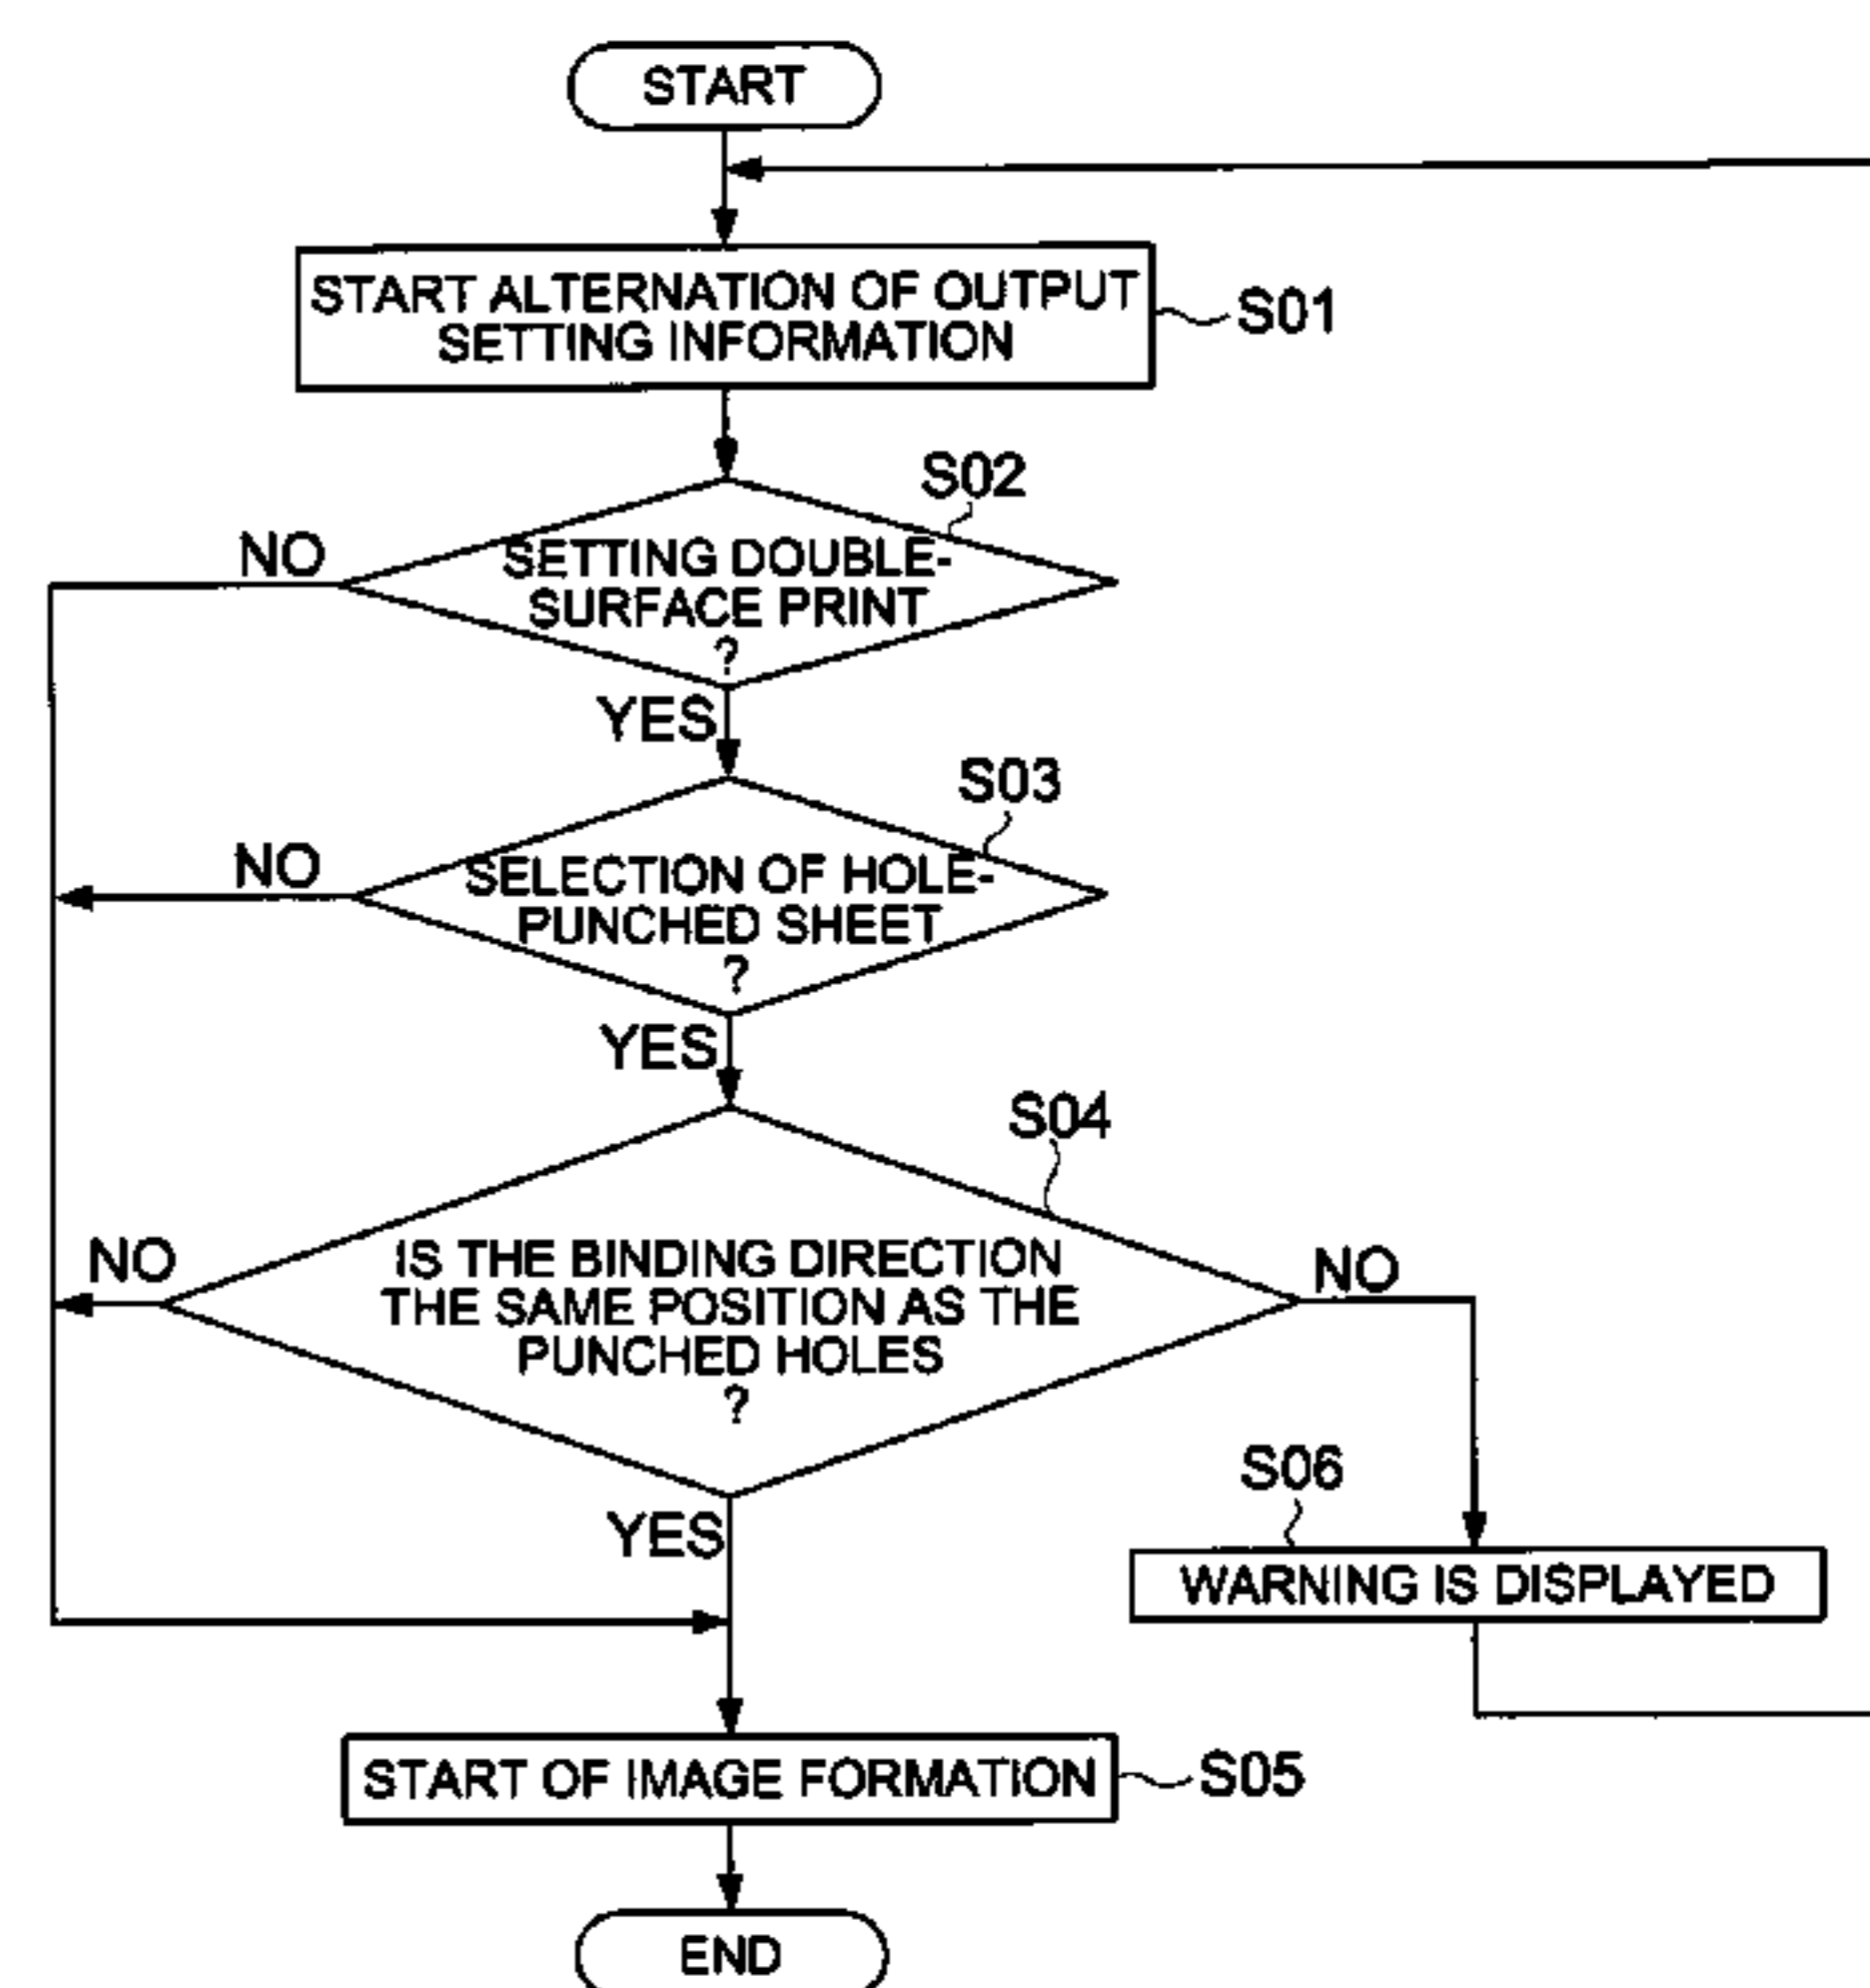 START
START ALTERNATION OF OUTPUT
SETTING INFORMATION
S01
S02
NO
SETTING DOUBLE-
SURFACE PRINT
?
YES
S03
NO
SELECTION OF HOLE-
PUNCHED SHEET
?
YES
S04
NO
IS THE BINDING DIRECTION
THE SAME POSITION AS THE
PUNCHED HOLES
?
NO
YES
S06
WARNING IS DISPLAYED
START OF IMAGE FORMATION
S05
END